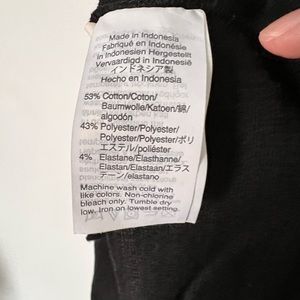 Made in Indonesia
Fabriqué en Indonésie
in Indonesien Hergestellt
Vervaardigd in Indonesië
インドネシア製
Hecho en Indonesia
53% Cotton/Coton/
Baumwolle/Katoen/綿/
algodón
43% Polyester/Polyester/
Polyester/Polyester/ポリ
エステル/poliéster
4% Elastane/Élasthanne/
Elastan/Elastaan/エラス
テーン/elastano
Machine wash cold with
like colors. Non-chlorine
bleach only. Tumble dry
low. Iron on lowest setting.